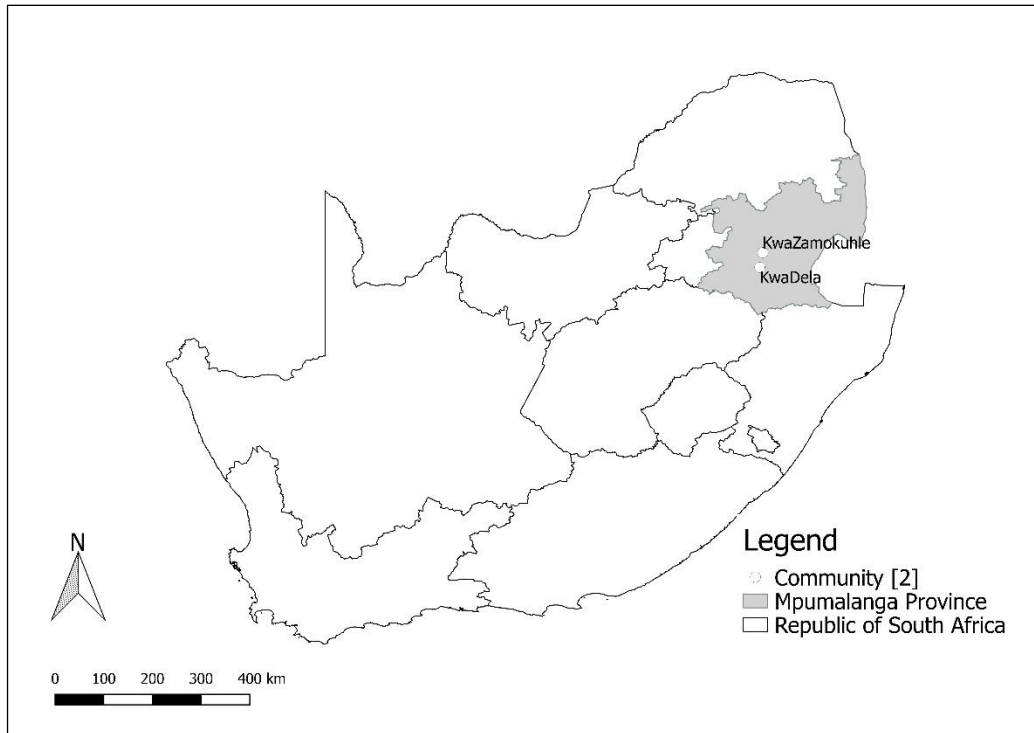 KwaZamokuhle
KwaDela
N
Legend
Community [2]
Mpumalanga Province
Republic of South Africa
0 100 200 300 400 km